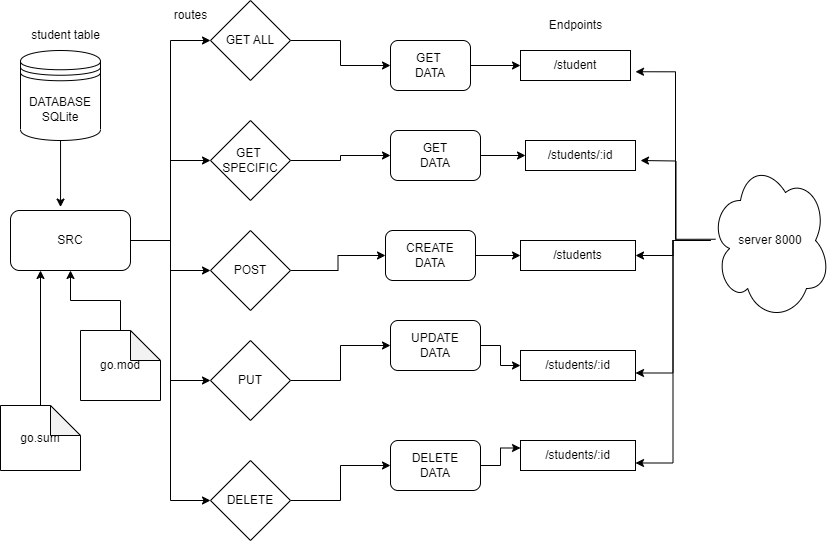 student table
DATABASE
SQLite
SRC
go.mod
go.sum
routes
GET ALL
GET
SPECIFIC
POST
PUT
DELETE
GET
DATA
GET
DATA
CREATE
DATA
UPDATE
DATA
DELETE
DATA
Endpoints
/student
/students/:id
/students
/students/:id
/students/:id
server 8000